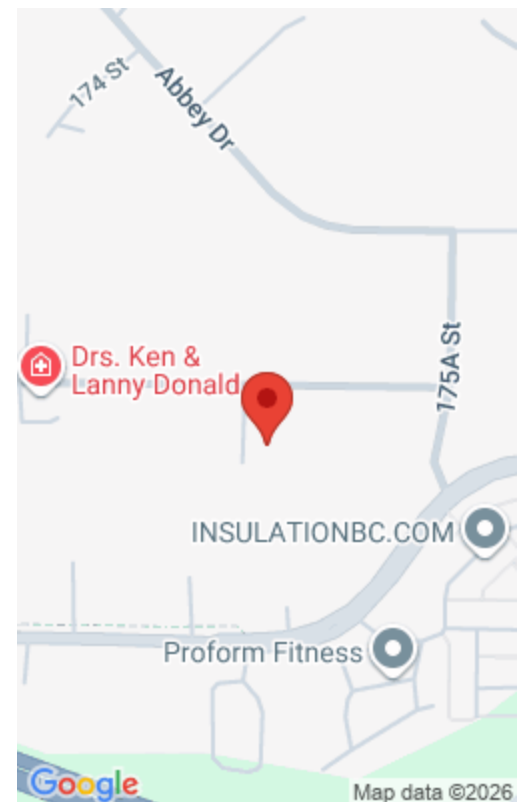 174 St
Abbey Dr
175A St
Drs. Ken &
Lanny Donald
INSULATIONBC.COM
Proform Fitness
Google
Map data ©2026